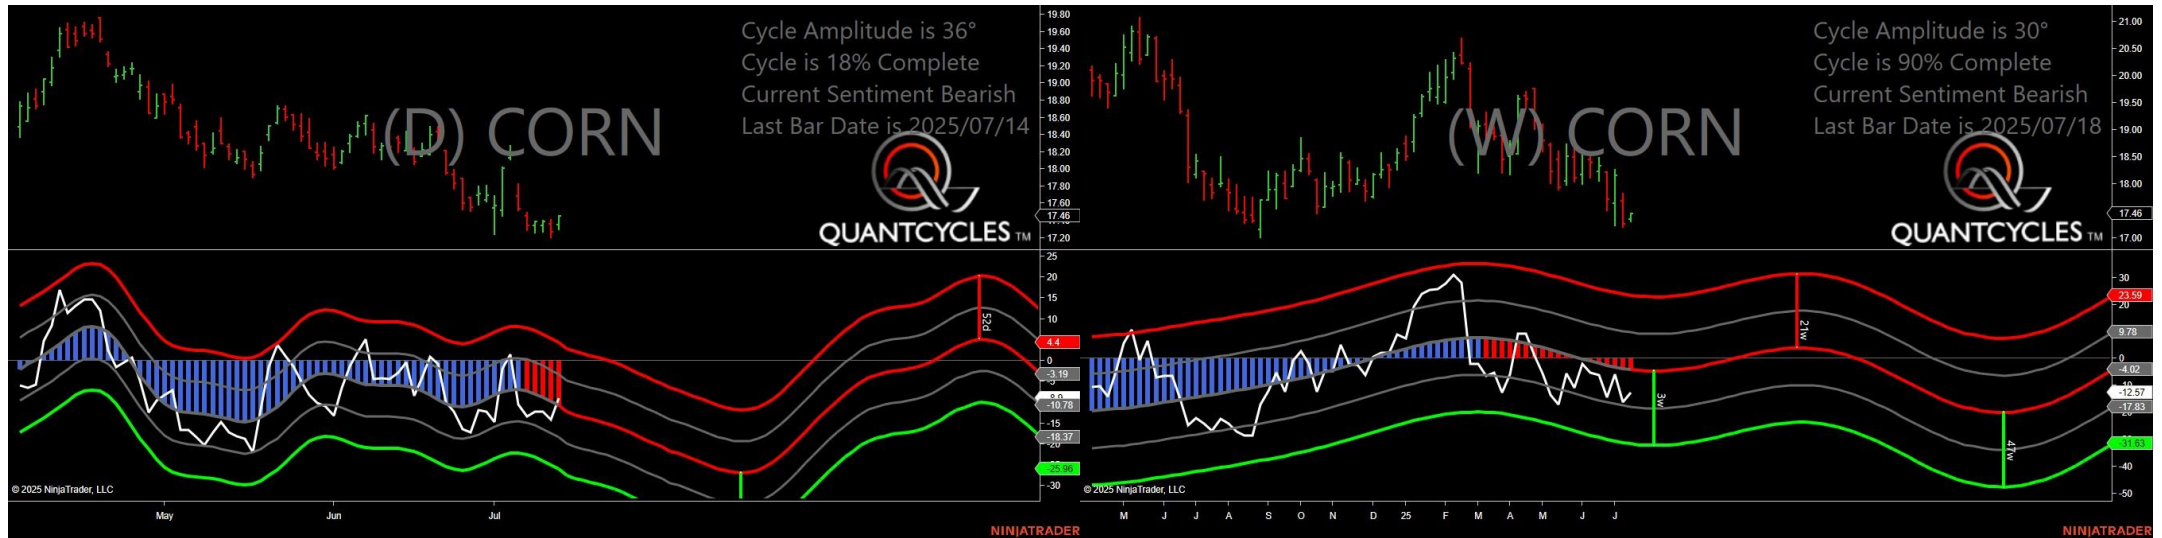 Cycle Amplitude is 36°
Cycle is 18% Complete
Current Sentiment Bearish
Last Bar Date is 2025/07/14
(D) CORN
QUANTCYCLES TM
19.80
19.60
19.40
19.20
19.00
18.80
18.60
18.40
18.20
18.00
17.80
17.60
17.46
17.20
25
20
15
10
4.4
0
-3.19
-10.78
-15
-18.37
-25.96
-30
52d
© 2025 NinjaTrader, LLC
May Jun Jul
NINJATRADER
Cycle Amplitude is 30°
Cycle is 90% Complete
Current Sentiment Bearish
Last Bar Date is 2025/07/18
(W) CORN
QUANTCYCLES TM
21.00
20.50
20.00
19.50
19.00
18.50
18.00
17.46
17.00
30
23.59
20
9.78
0
-4.02
-12.57
-17.83
-31.63
-40
-50
3w
21w
47w
© 2025 NinjaTrader, LLC
M J J A S O N D 25 F M A M J J
NINJATRADER